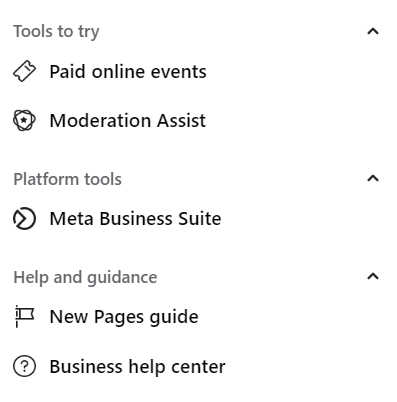 Tools to try
Paid online events
Moderation Assist
Platform tools
Meta Business Suite
Help and guidance
New Pages guide
Business help center